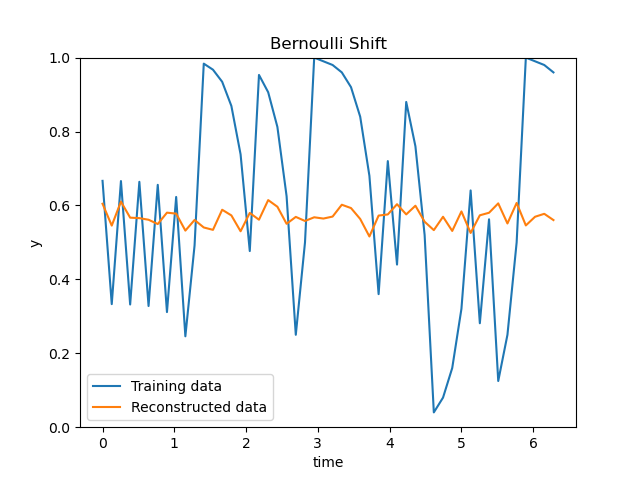 Bernoulli Shift
1.0
0.8
0.6
0.4
0.2
0.0
y
Training data
Reconstructed data
0 1 2 3 4 5 6
time